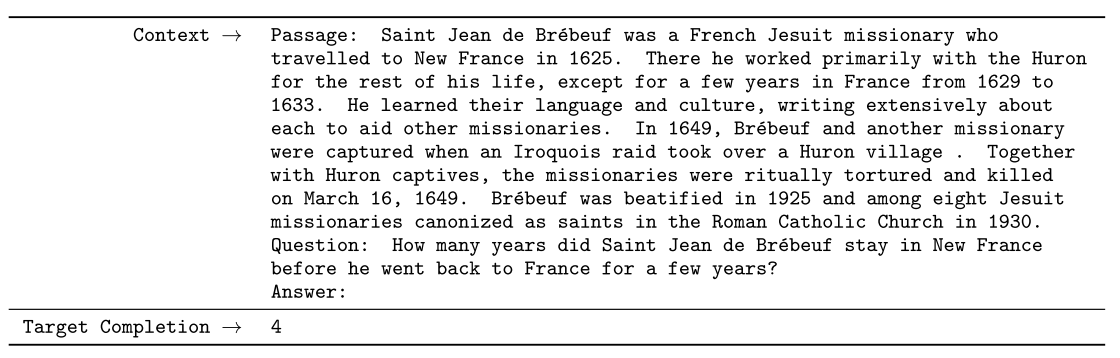 Context → Passage: Saint Jean de Brébeuf was a French Jesuit missionary who
travelled to New France in 1625. There he worked primarily with the Huron
for the rest of his life, except for a few years in France from 1629 to
1633. He learned their language and culture, writing extensively about
each to aid other missionaries. In 1649, Brébeuf and another missionary
were captured when an Iroquois raid took over a Huron village . Together
with Huron captives, the missionaries were ritually tortured and killed
on March 16, 1649. Brébeuf was beatified in 1925 and among eight Jesuit
missionaries canonized as saints in the Roman Catholic Church in 1930.
Question: How many years did Saint Jean de Brébeuf stay in New France
before he went back to France for a few years?
Answer:
Target Completion → 4